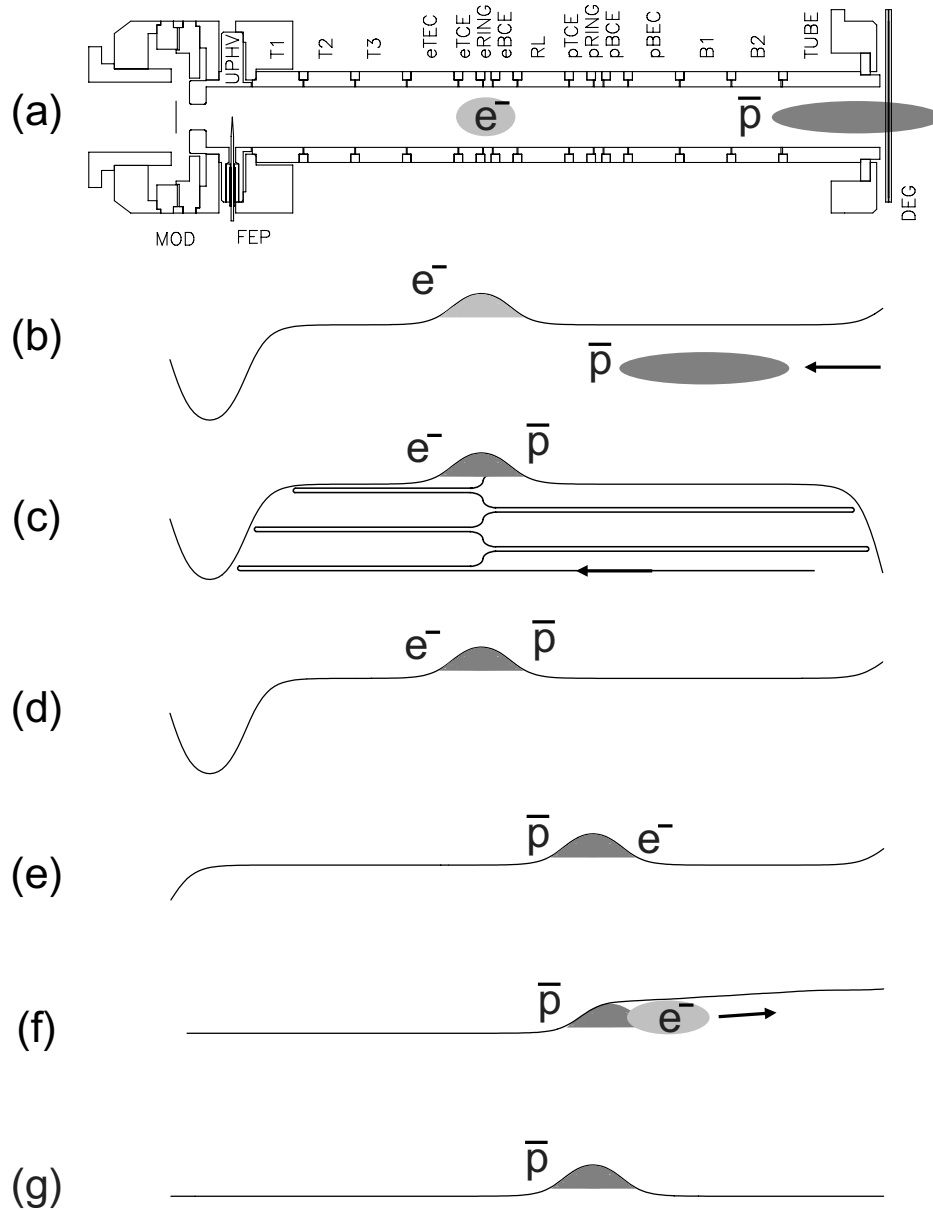 UPHV T1 T2 T3 eTEC eTCE eRING eBCE RL pTCE pRING pBCE pBEC B1 B2 TUBE
(a) e⁻ p̄
DEG
MOD FEP
e⁻
(b) p̄
e⁻ p̄
(c)
e⁻ p̄
(d)
p̄ e⁻
(e)
p̄ e⁻
(f)
p̄
(g)